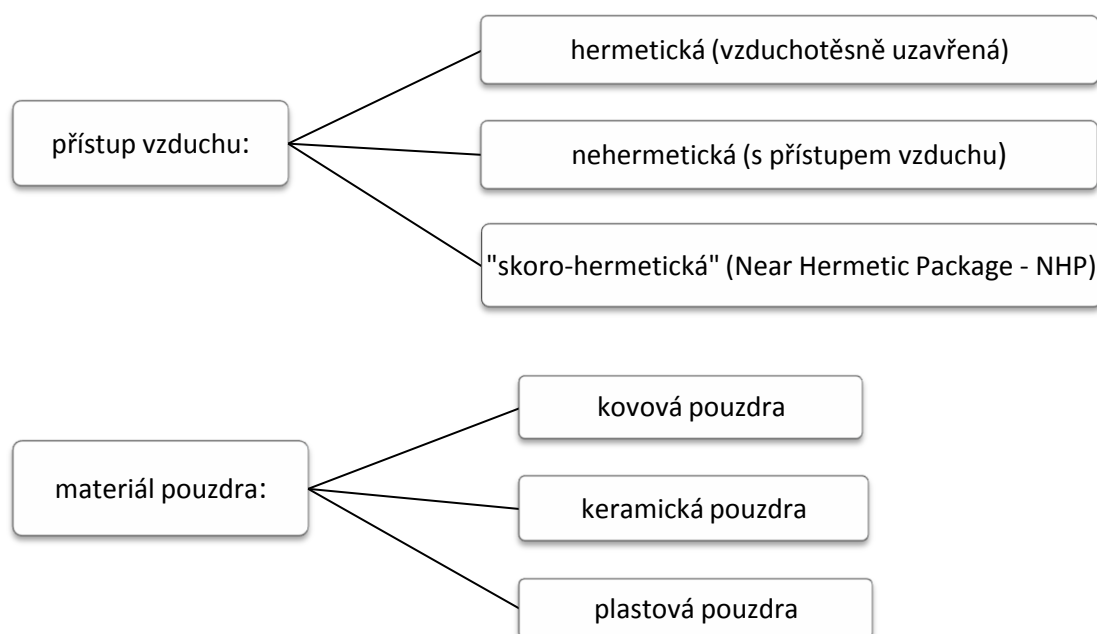 přístup vzduchu:
hermetická (vzduchotěsně uzavřená)
nehermetická (s přístupem vzduchu)
"skoro-hermetická" (Near Hermetic Package - NHP)
materiál pouzdra:
kovová pouzdra
keramická pouzdra
plastová pouzdra